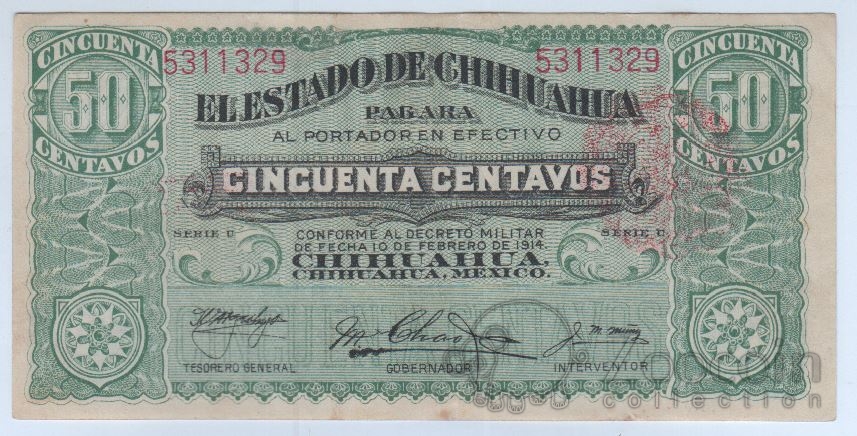 CINCUENTA
50
CENTAVOS
5311329
5311329
CINCUENTA
50
CENTAVOS
EL ESTADO DE CHIHUAHUA
PAGARA
AL PORTADOR EN EFECTIVO
CINCUENTA CENTAVOS
SERIE U
CONFORME AL DECRETO MILITAR
SERIE U
DE FECHA 10 DE FEBRERO DE 1914.
CHIHUAHUA,
CHIHUAHUA, MEXICO.
M Chao
TESORERO GENERAL
GOBERNADOR
INTERVENTOR
collection